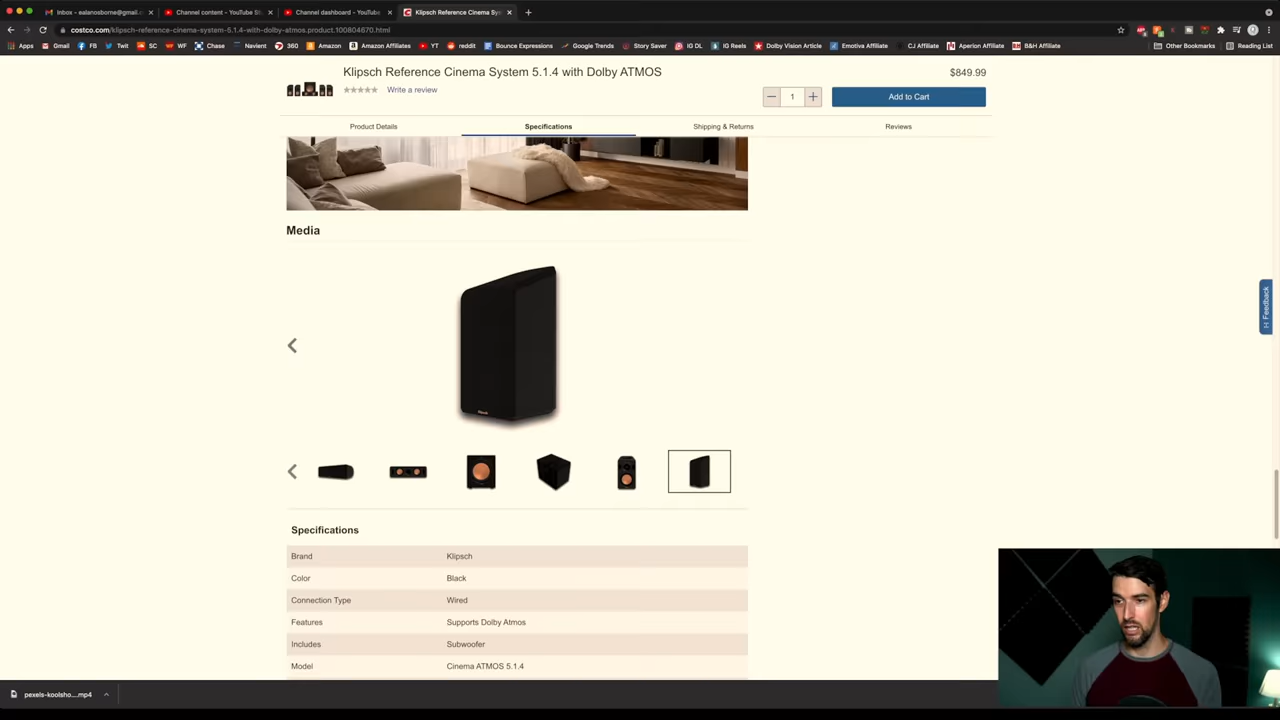 Inbox - ealanosborne@gmail.
Channel content - YouTube St
Channel dashboard - YouTube
Klipsch Reference Cinema Sys
costco.com/klipsch-reference-cinema-system-5.1.4-with-dolby-atmos.product.100804670.html
Apps
Gmail
FB
Twit
SC
WF
Chase
Navient
360
Amazon
Amazon Affiliates
YT
reddit
Bounce Expressions
Google Trends
Story Saver
IG DL
IG Reels
Dolby Vision Article
Emotiva Affiliate
CJ Affiliate
Aperion Affiliate
B&H Affiliate
Other Bookmarks
Reading List
Klipsch Reference Cinema System 5.1.4 with Dolby ATMOS
$849.99
Write a review
1
Add to Cart
Product Details
Specifications
Shipping & Returns
Reviews
Media
Feedback
Specifications
Brand Klipsch
Color Black
Connection Type Wired
Features Supports Dolby Atmos
Includes Subwoofer
Model Cinema ATMOS 5.1.4
pexels-koolsho....mp4